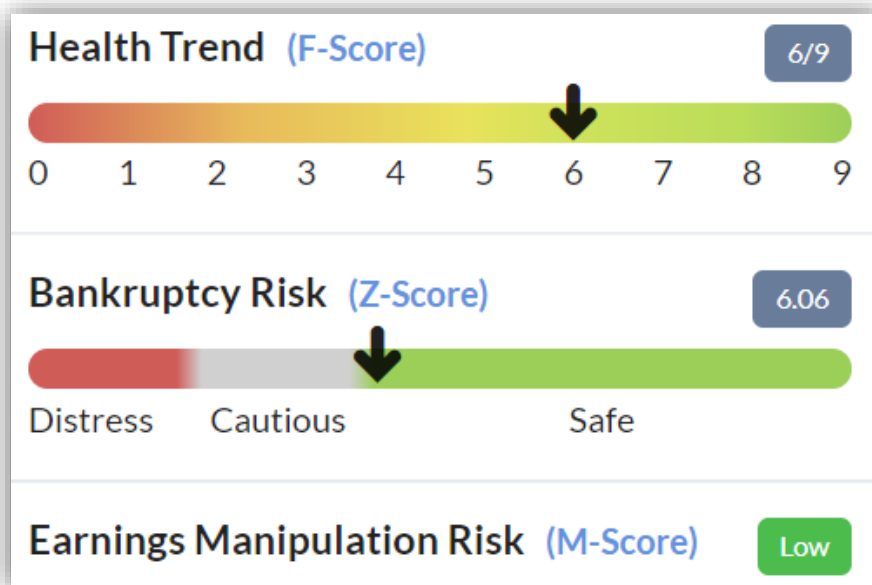 Health Trend (F-Score) 6/9
0 1 2 3 4 5 6 7 8 9
Bankruptcy Risk (Z-Score) 6.06
Distress Cautious Safe
Earnings Manipulation Risk (M-Score) Low